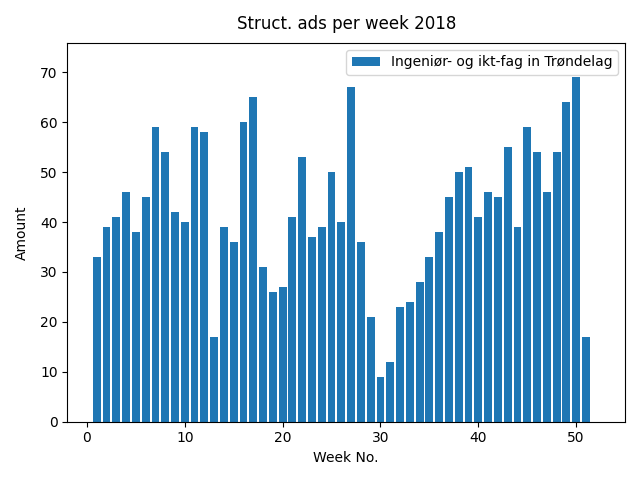 Struct. ads per week 2018
Ingeniør- og ikt-fag in Trøndelag
Amount
70
60
50
40
30
20
10
0
0 10 20 30 40 50
Week No.